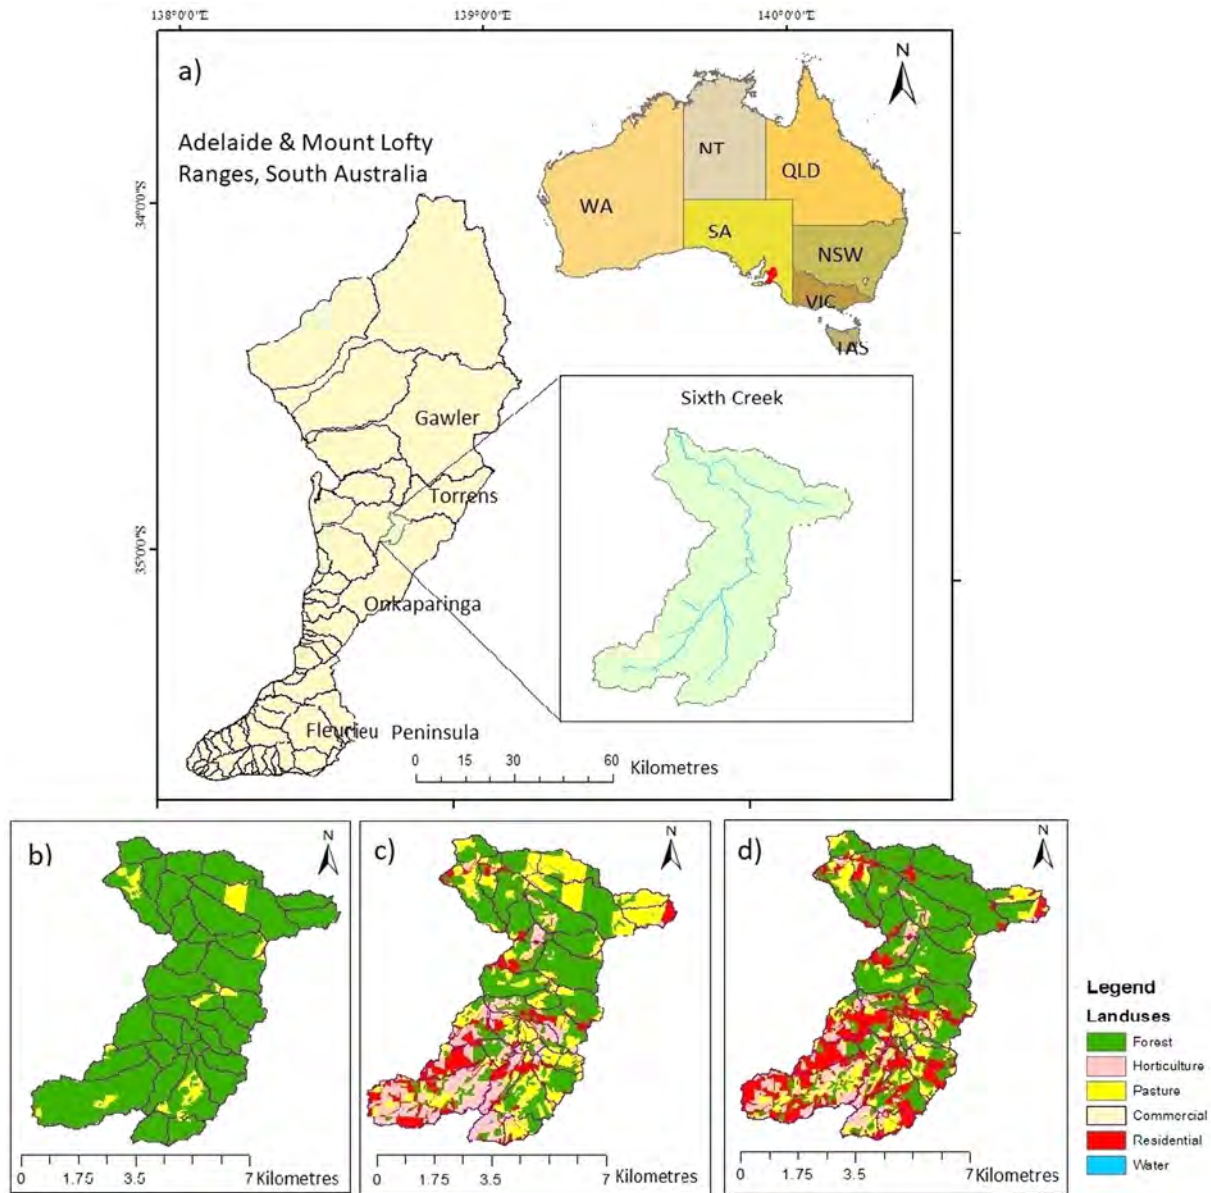 138°0'0"E
139°0'0"E
140°0'0"E
a)
N
Adelaide & Mount Lofty
Ranges, South Australia
NT
QLD
WA
SA
NSW
VIC
TAS
34°0'0"S
35°0'0"S
Sixth Creek
Gawler
Torrens
Onkaparinga
Fleurieu Peninsula
0 15 30 60 Kilometres
b)
N
0 1.75 3.5 7 Kilometres
c)
N
0 1.75 3.5 7 Kilometres
d)
N
0 1.75 3.5 7 Kilometres
Legend
Landuses
Forest
Horticulture
Pasture
Commercial
Residential
Water